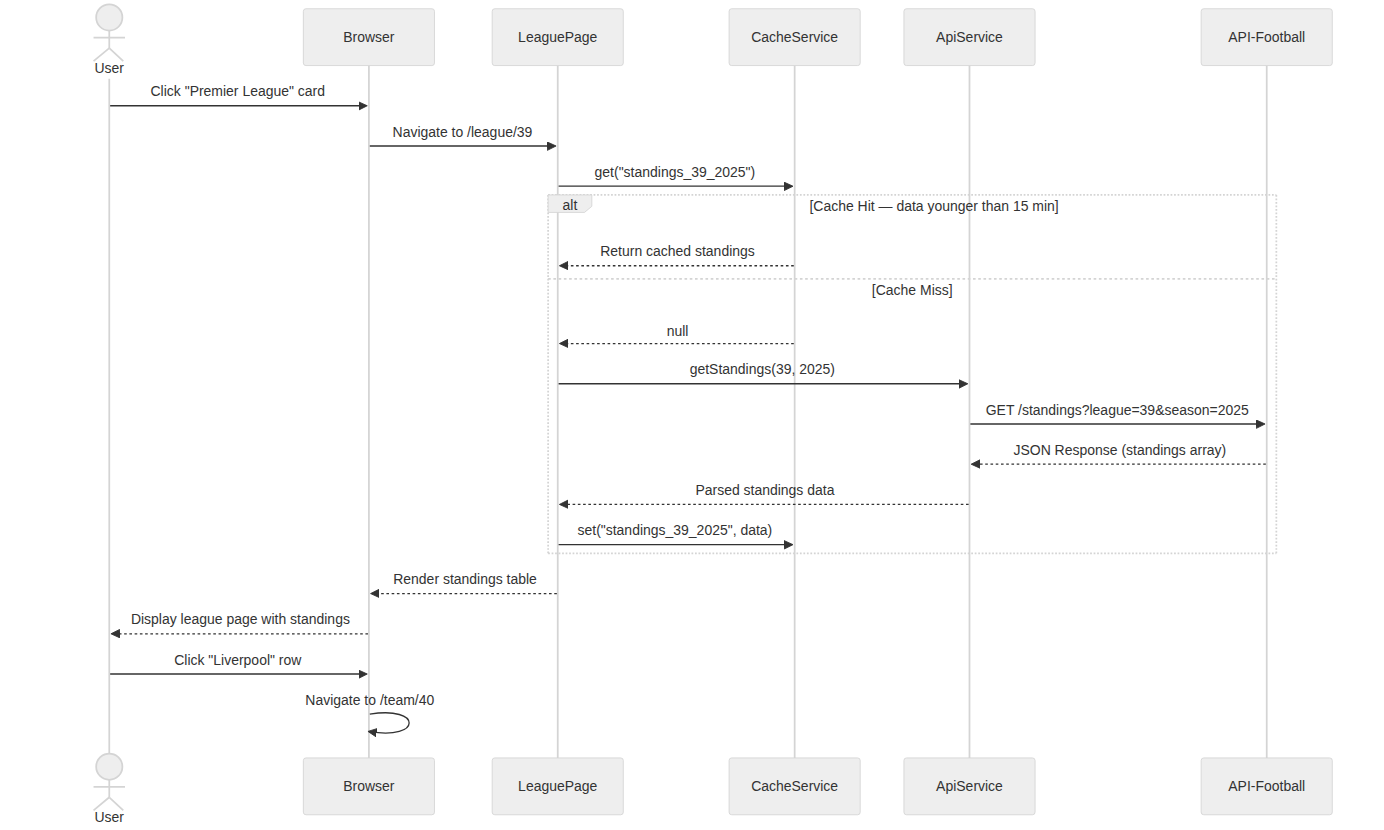 User
Browser
LeaguePage
CacheService
ApiService
API-Football
Click "Premier League" card
Navigate to /league/39
get("standings_39_2025")
alt
[Cache Hit — data younger than 15 min]
Return cached standings
[Cache Miss]
null
getStandings(39, 2025)
GET /standings?league=39&season=2025
JSON Response (standings array)
Parsed standings data
set("standings_39_2025", data)
Render standings table
Display league page with standings
Click "Liverpool" row
Navigate to /team/40
User
Browser
LeaguePage
CacheService
ApiService
API-Football